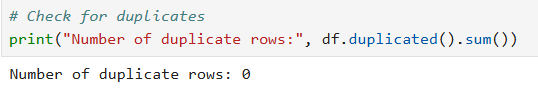 # Check for duplicates
print("Number of duplicate rows:", df.duplicated().sum())
Number of duplicate rows: 0